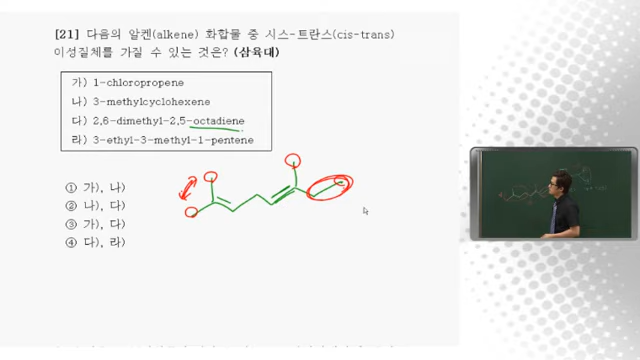 [21] 다음의 알켄(alkene) 화합물 중 시스-트란스(cis-trans)
이성질체를 가질 수 있는 것은? (삼육대)
가) 1-chloropropene
나) 3-methylcyclohexene
다) 2,6-dimethyl-2,5-octadiene
라) 3-ethyl-3-methyl-1-pentene
① 가), 나)
② 나), 다)
③ 가), 다)
④ 다), 라)